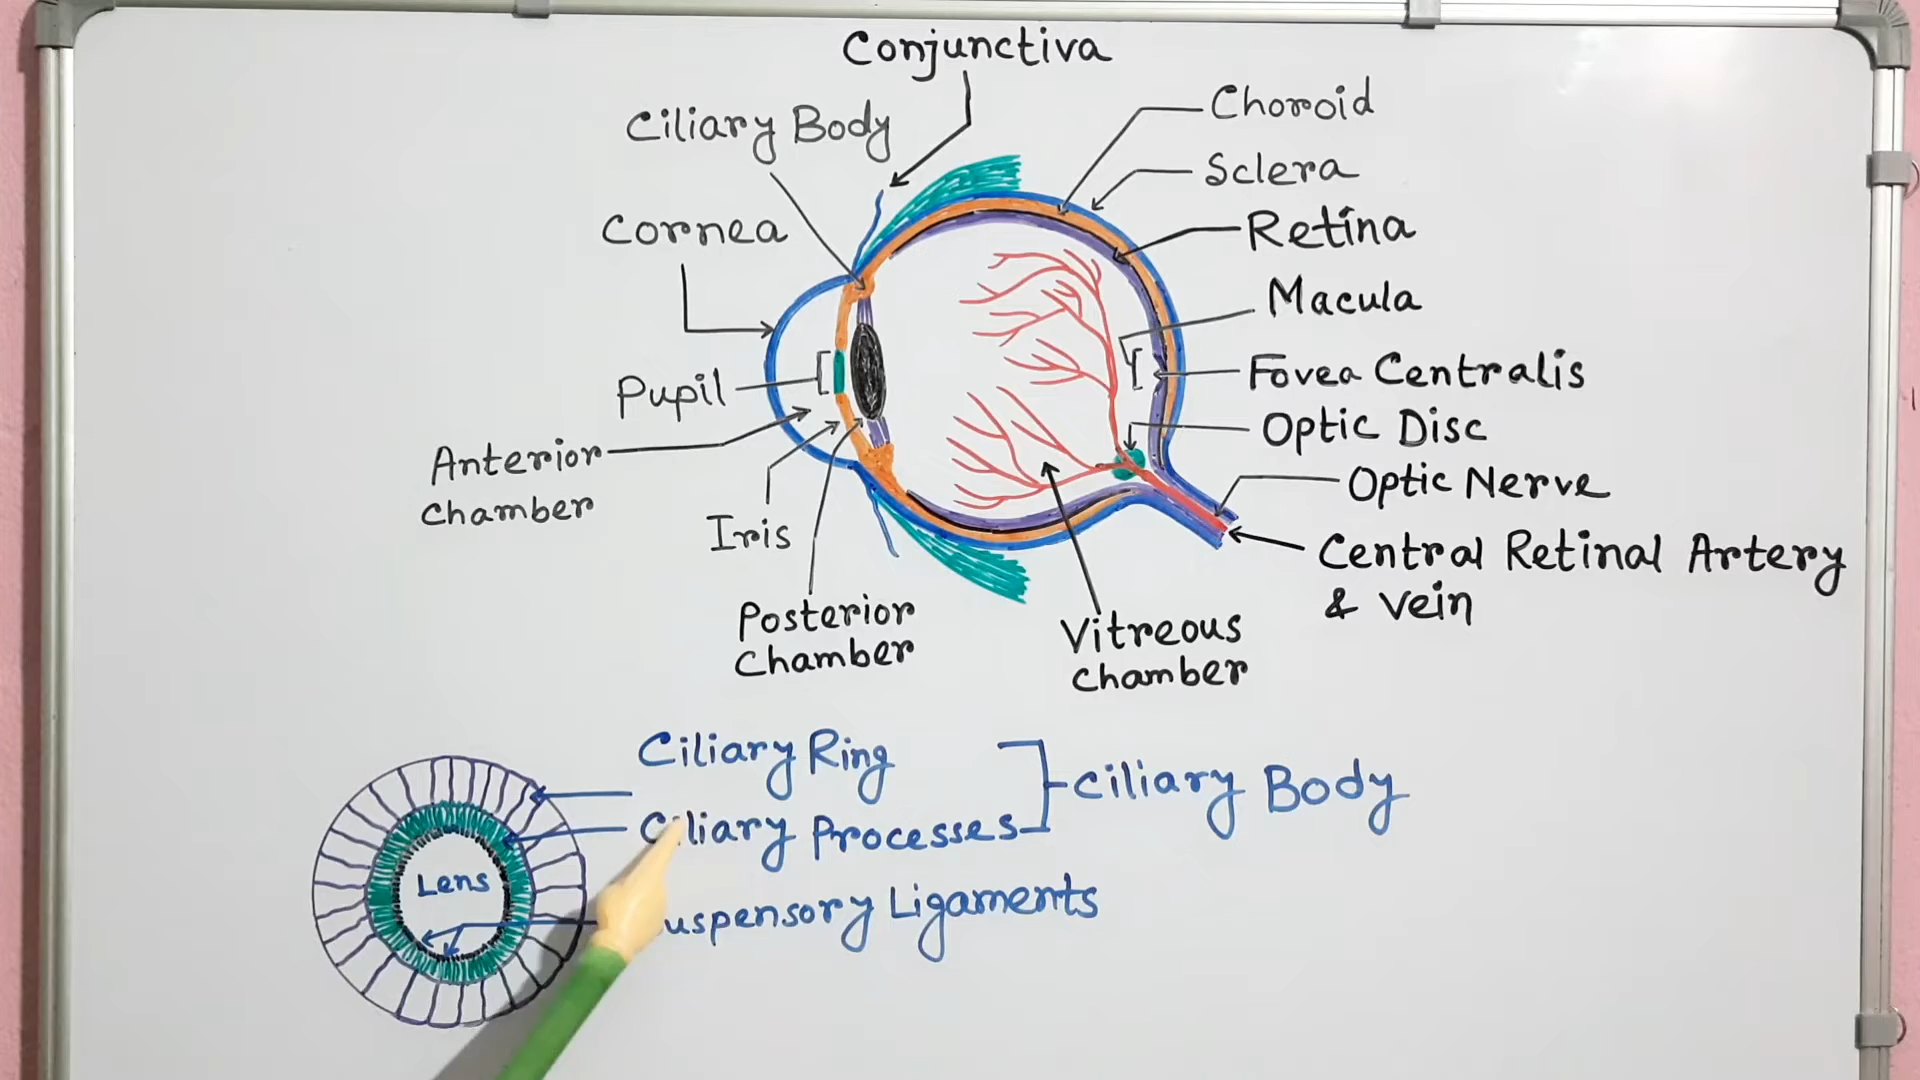 Conjunctiva
Ciliary Body
Cornea
Pupil
Anterior
chamber
Iris
Posterior
Chamber
Choroid
Sclera
Retina
Macula
Fovea Centralis
Optic Disc
Optic Nerve
Central Retinal Artery
& vein
Vitreous
chamber
Ciliary Ring
Ciliary Processes
Ciliary Body
Lens
uspensory Ligaments